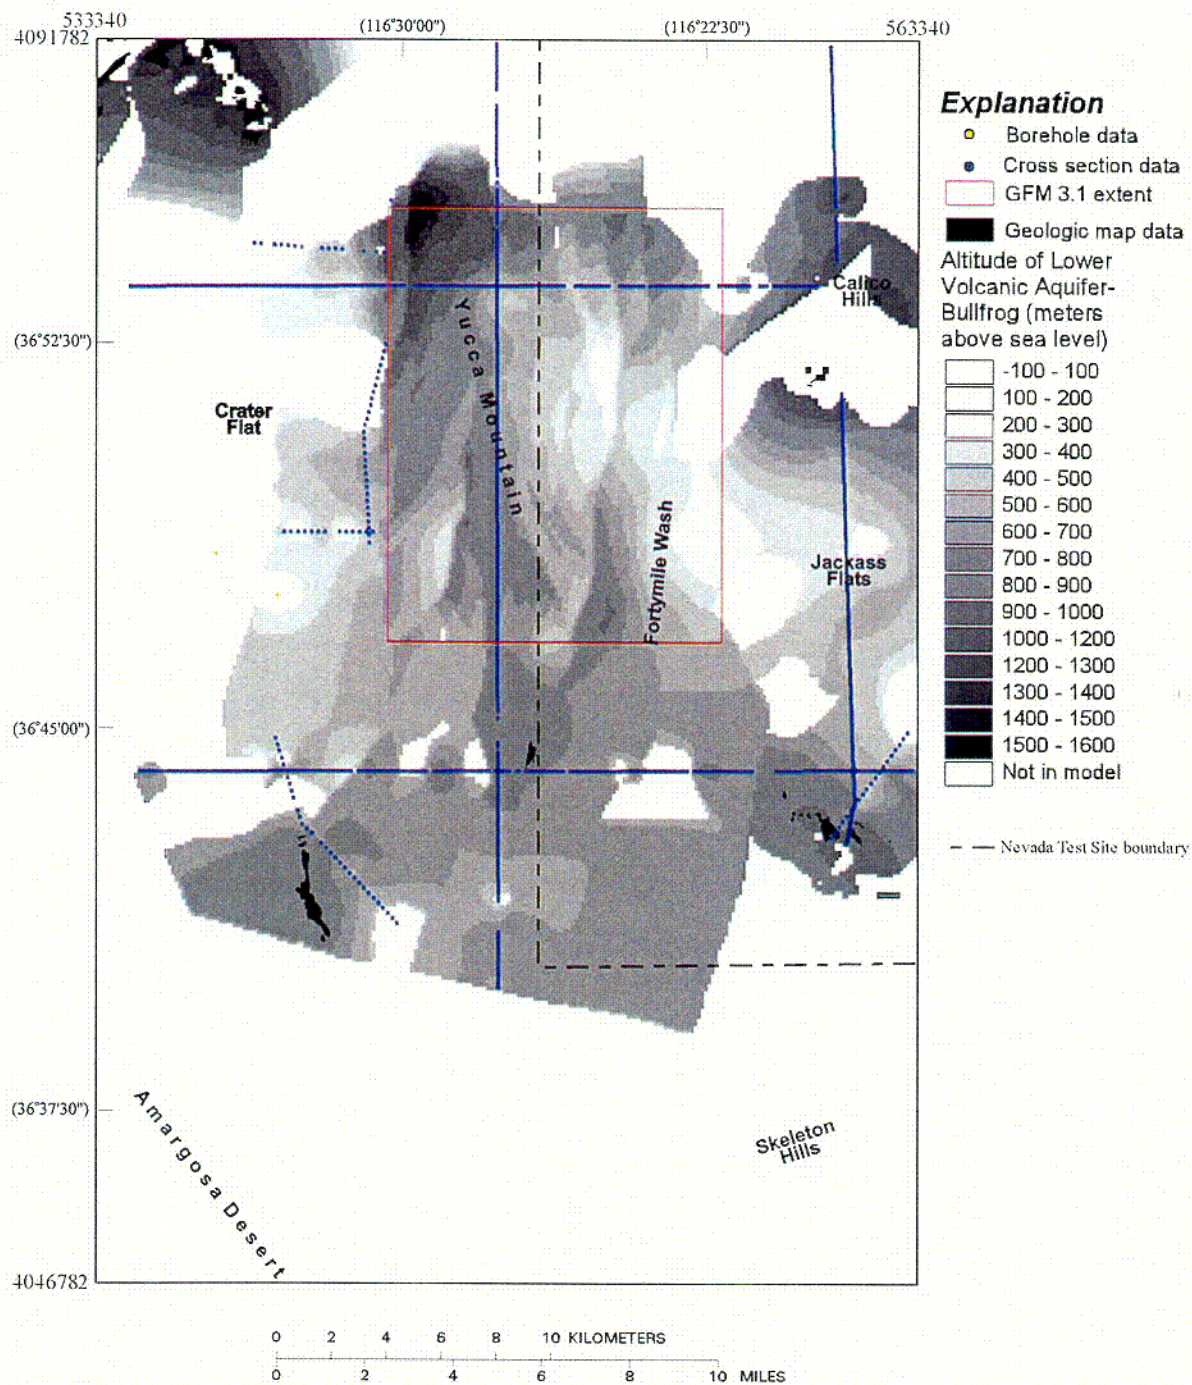 533340
(116°30'00")
(116°22'30")
563340
4091782
Explanation
Borehole data
Cross section data
GFM 3.1 extent
Geologic map data
Altitude of Lower
Volcanic Aquifer-
Bullfrog (meters
above sea level)
-100 - 100
100 - 200
200 - 300
300 - 400
400 - 500
500 - 600
600 - 700
700 - 800
800 - 900
900 - 1000
1000 - 1200
1200 - 1300
1300 - 1400
1400 - 1500
1500 - 1600
Not in model
Nevada Test Site boundary
Calico
Hills
(36°52'30")
Yucca Mountain
Crater
Flat
Fortymile Wash
Jackass
Flats
(36°45'00")
(36°37'30")
Amargosa Desert
Skeleton
Hills
4046782
0 2 4 6 8 10 KILOMETERS
0 2 4 6 8 10 MILES